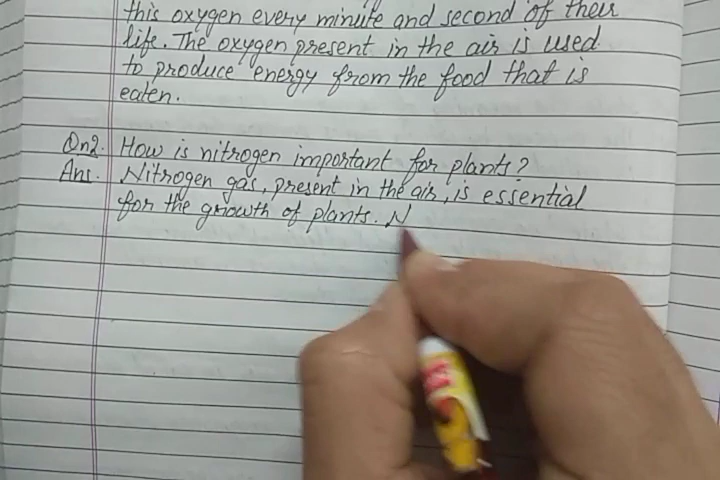 this oxygen every minute and second of their
life. The oxygen present in the air is used
to produce energy from the food that is
eaten.
Qn2. How is nitrogen important for plants?
Ans. Nitrogen gas, present in the air, is essential
for the growth of plants. N